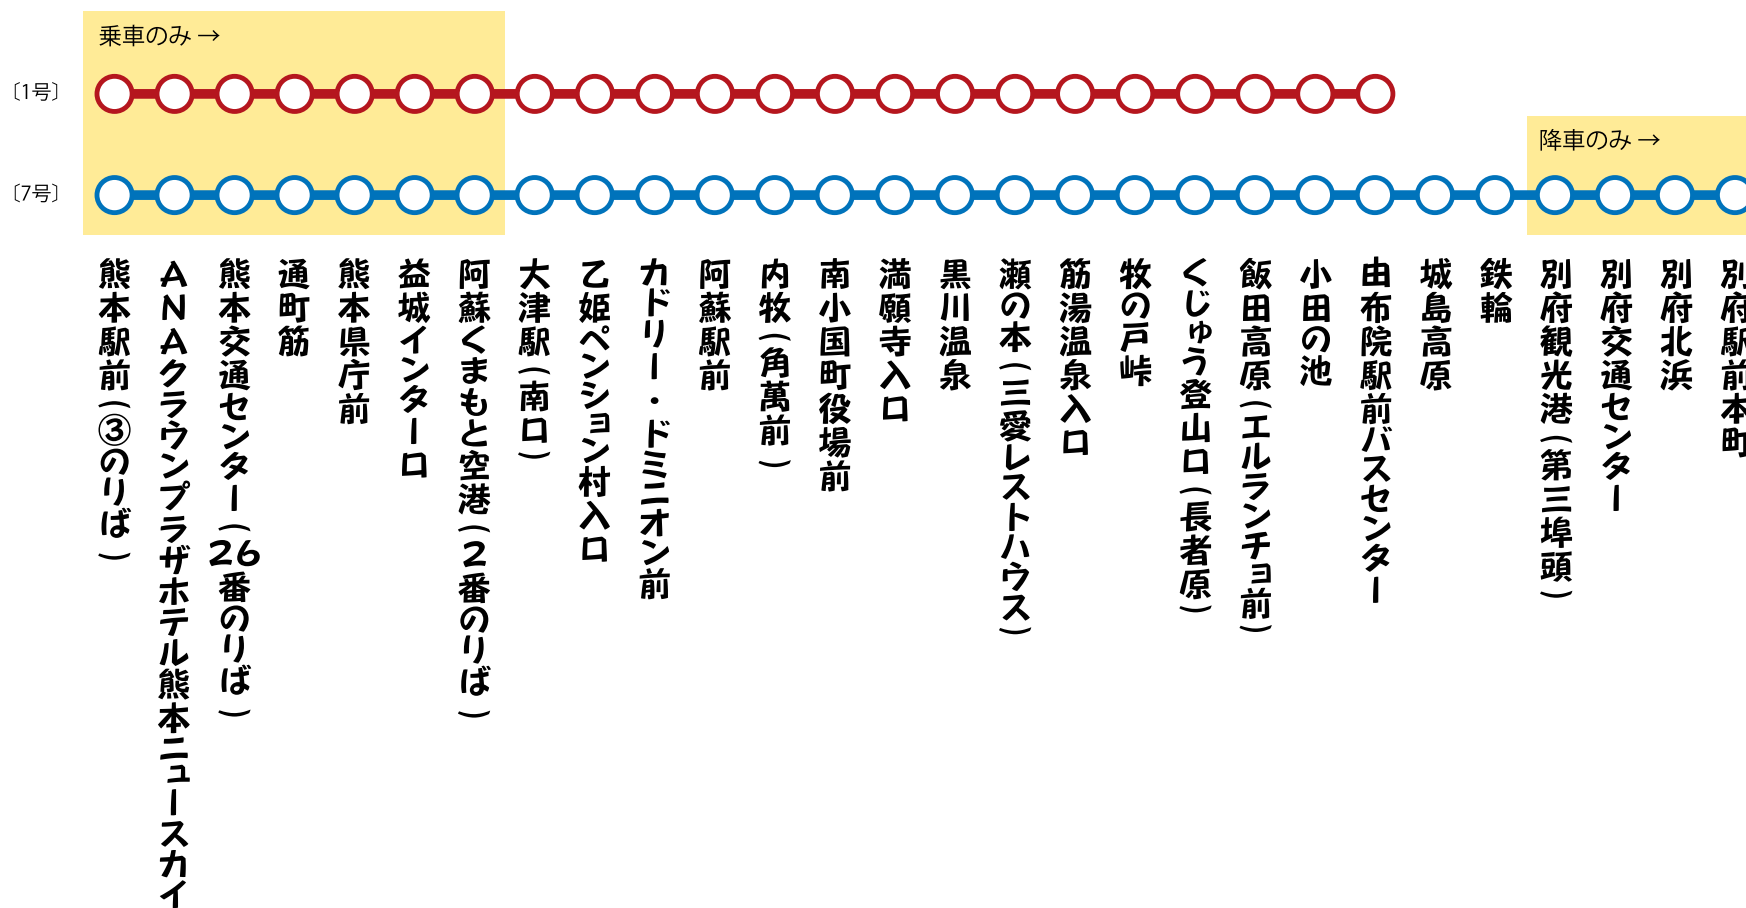 乗車のみ →
〔1号〕
降車のみ →
〔7号〕
熊本駅前(③のりば)
ANAクラウンプラザホテル熊本ニュースカイ
熊本交通センター(26番のりば)
通町筋
熊本県庁前
益城インター口
阿蘇くまもと空港(2番のりば)
大津駅(南口)
乙姫ペンション村入口
カドリー・ドミニオン前
阿蘇駅前
内牧(角萬前)
南小国町役場前
満願寺入口
黒川温泉
瀬の本(三愛レストハウス)
筋湯温泉入口
牧の戸峠
くじゅう登山口(長者原)
飯田高原(エルランチョ前)
小田の池
由布院駅前バスセンター
城島高原
鉄輪
別府観光港(第三埠頭)
別府交通センター
別府北浜
別府駅前本町